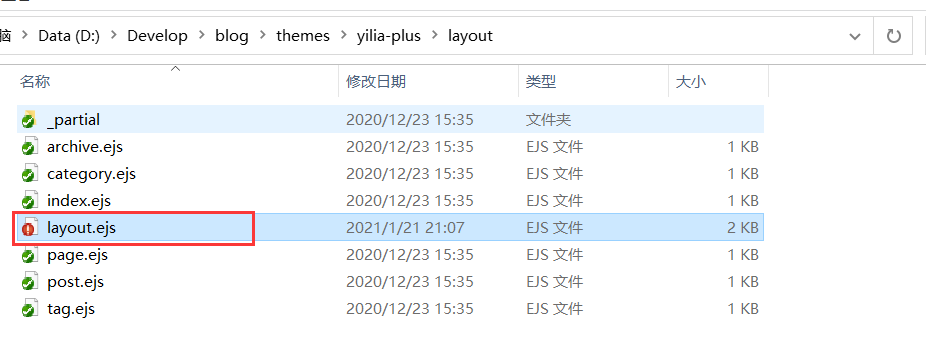 脑 > Data (D:) > Develop > blog > themes > yilia-plus > layout
名称 修改日期 类型 大小
_partial 2020/12/23 15:35 文件夹
archive.ejs 2020/12/23 15:35 EJS 文件 1 KB
category.ejs 2020/12/23 15:35 EJS 文件 1 KB
index.ejs 2020/12/23 15:35 EJS 文件 1 KB
layout.ejs 2021/1/21 21:07 EJS 文件 2 KB
page.ejs 2020/12/23 15:35 EJS 文件 1 KB
post.ejs 2020/12/23 15:35 EJS 文件 1 KB
tag.ejs 2020/12/23 15:35 EJS 文件 1 KB